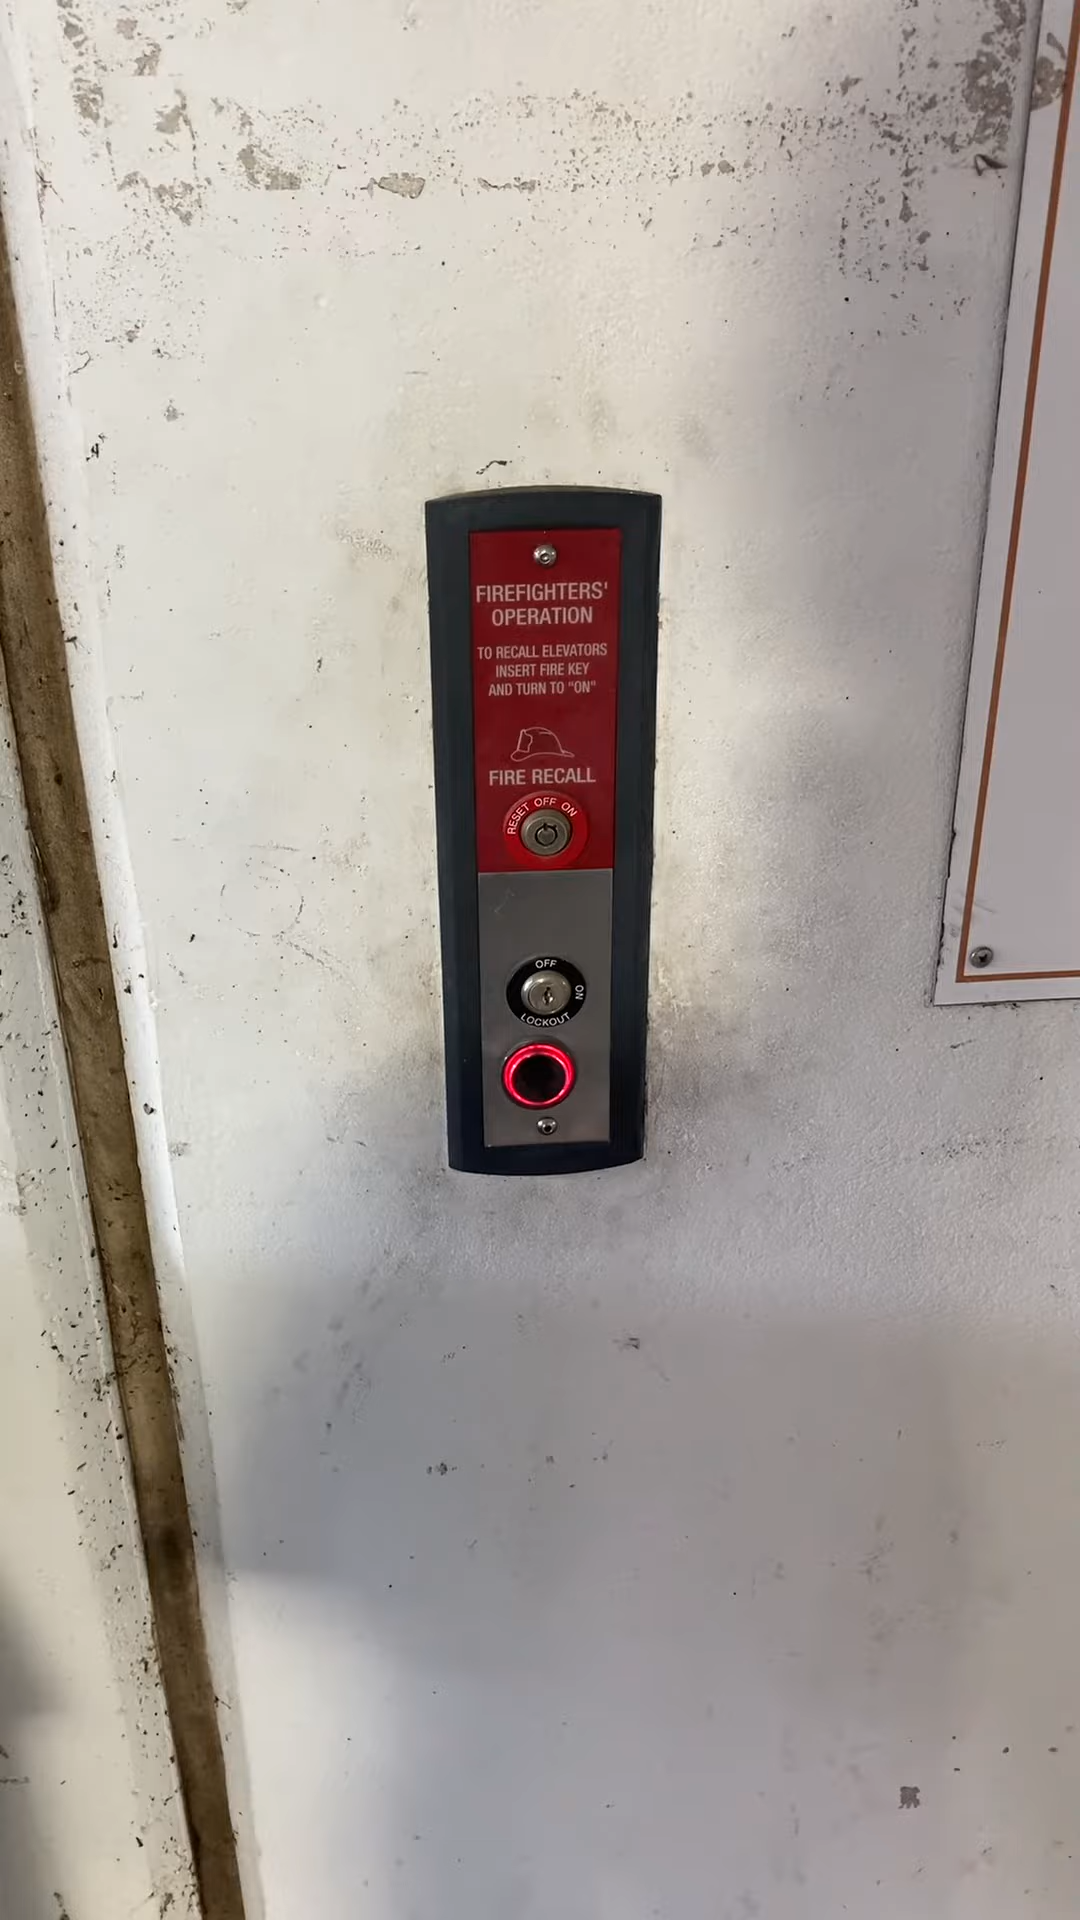 FIREFIGHTERS'
OPERATION
TO RECALL ELEVATORS
INSERT FIRE KEY
AND TURN TO "ON"
FIRE RECALL
RESET OFF ON
OFF
ON
LOCKOUT